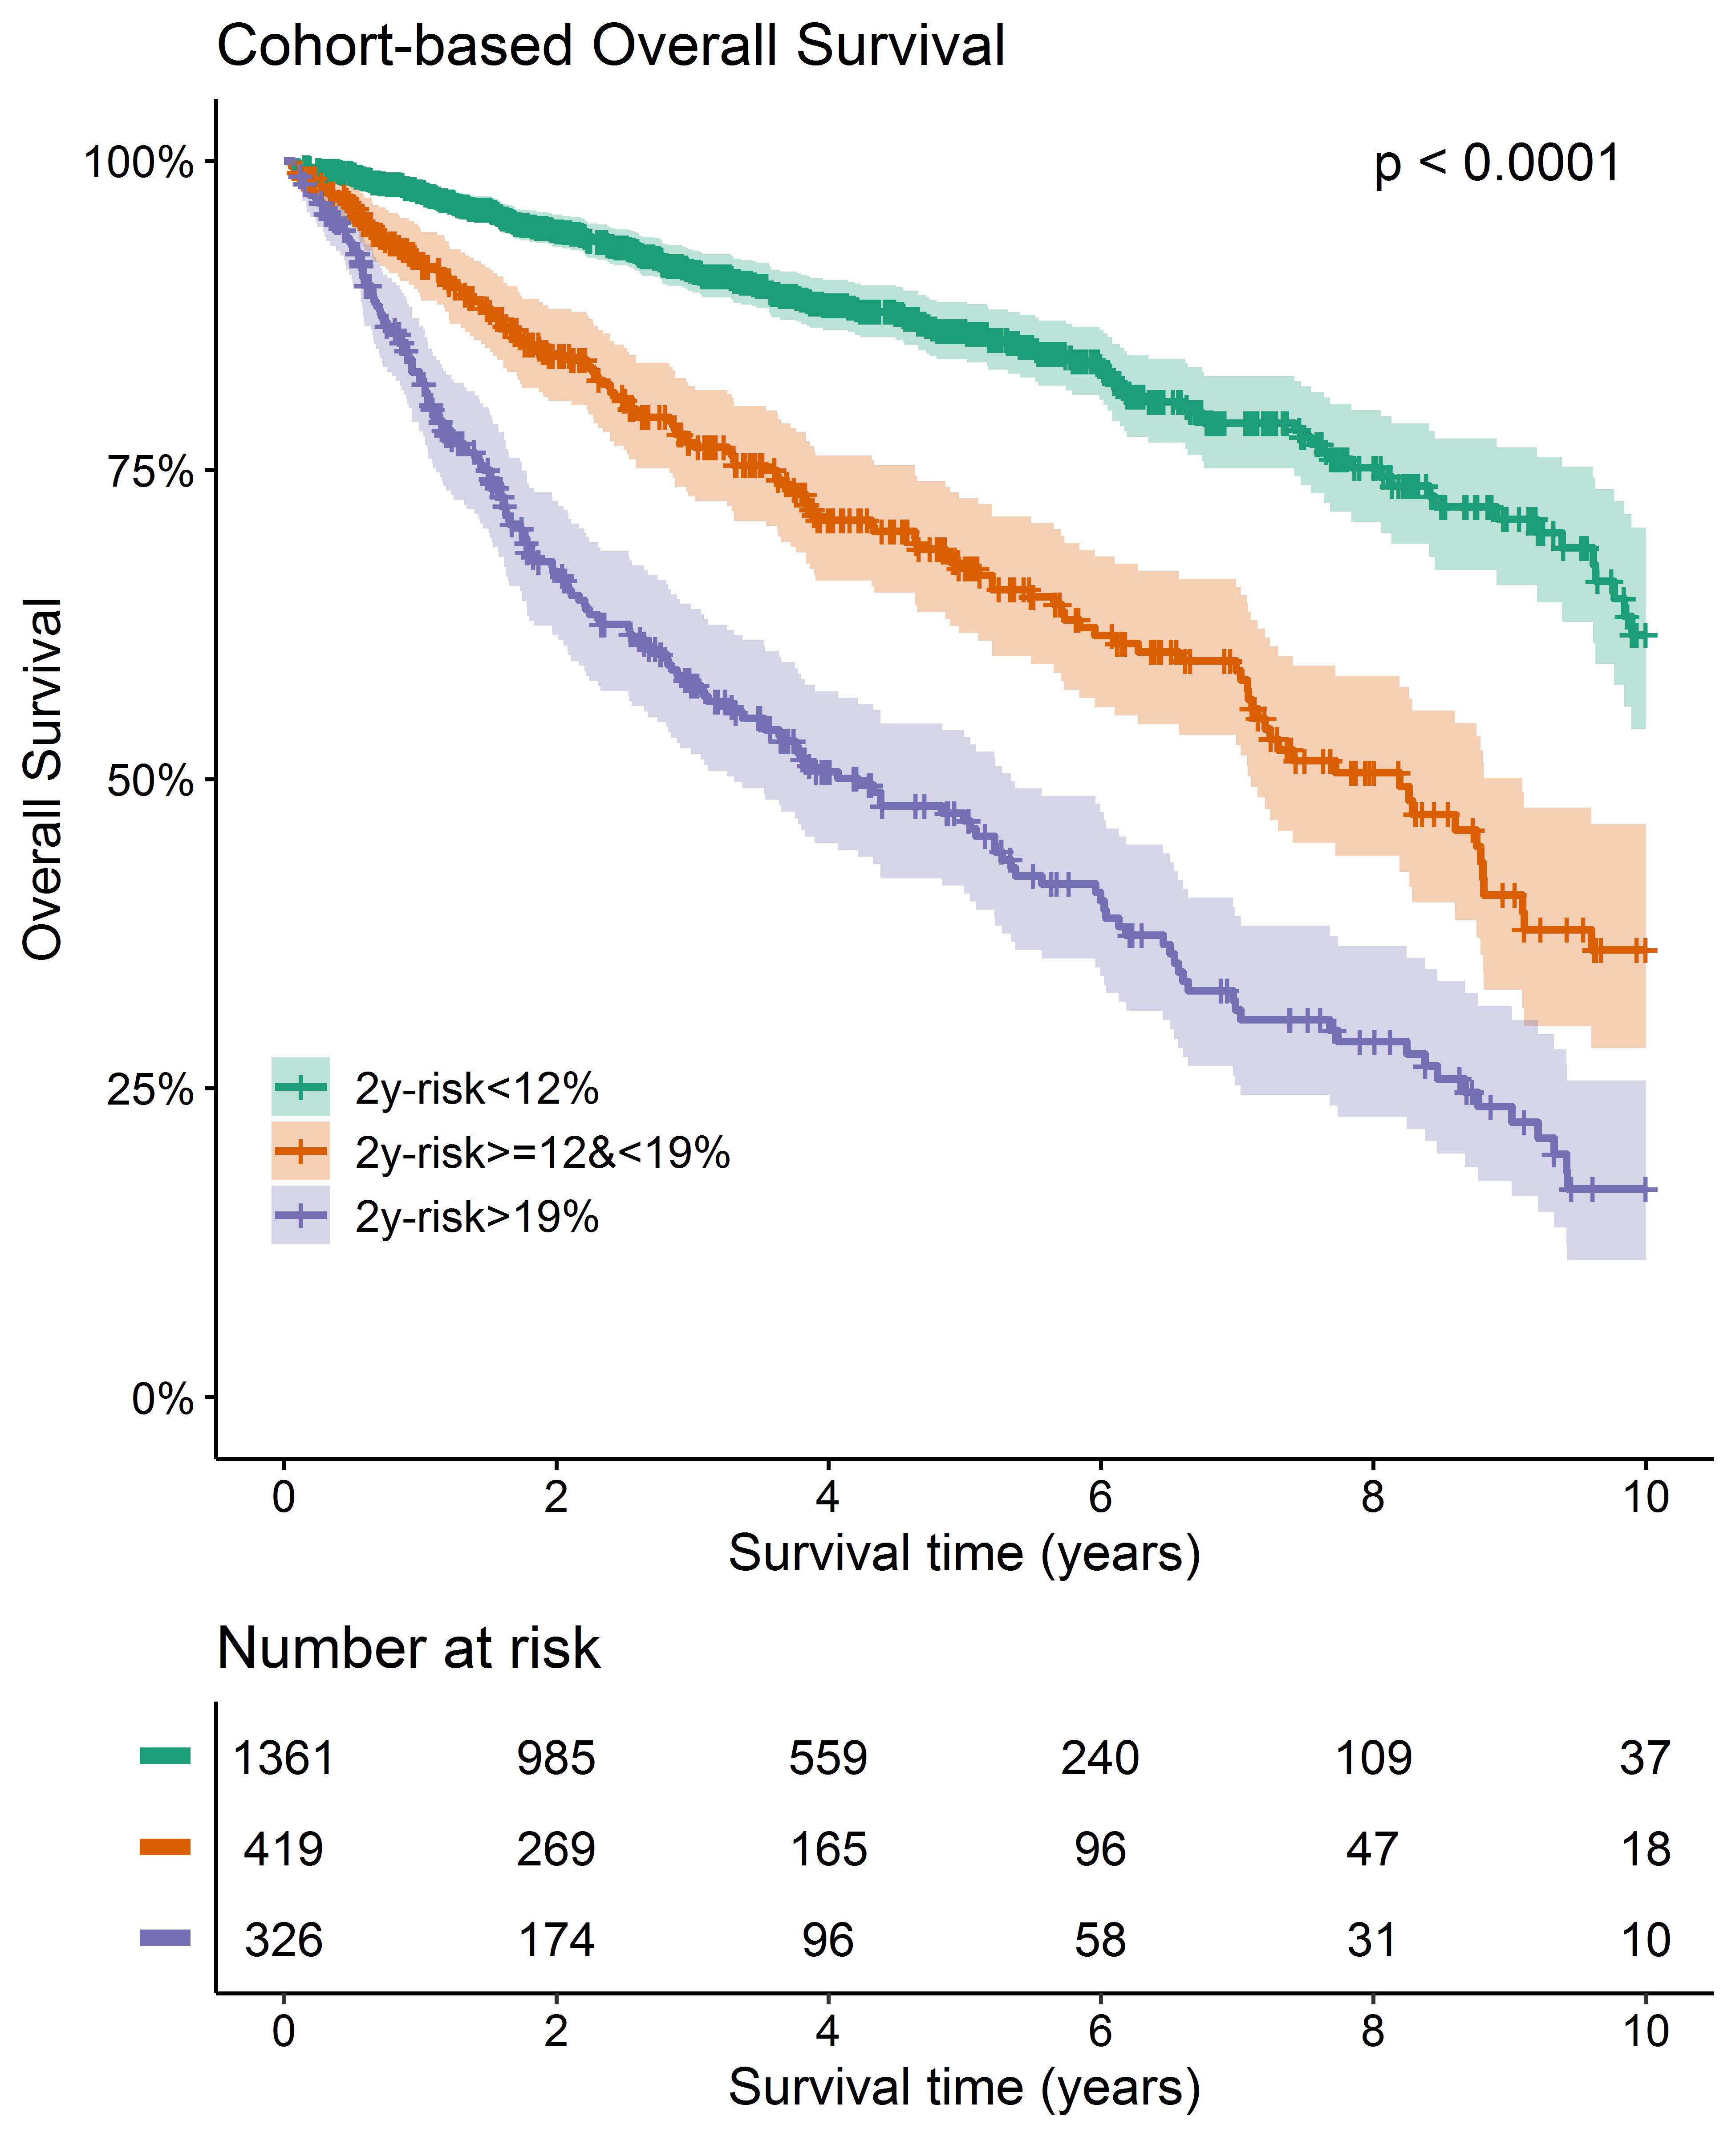 Cohort-based Overall Survival
p < 0.0001
100%
75%
50%
25%
0%
Overall Survival
2y-risk<12%
2y-risk>=12&<19%
2y-risk>19%
0 2 4 6 8 10
Survival time (years)
Number at risk
1361 985 559 240 109 37
419 269 165 96 47 18
326 174 96 58 31 10
0 2 4 6 8 10
Survival time (years)